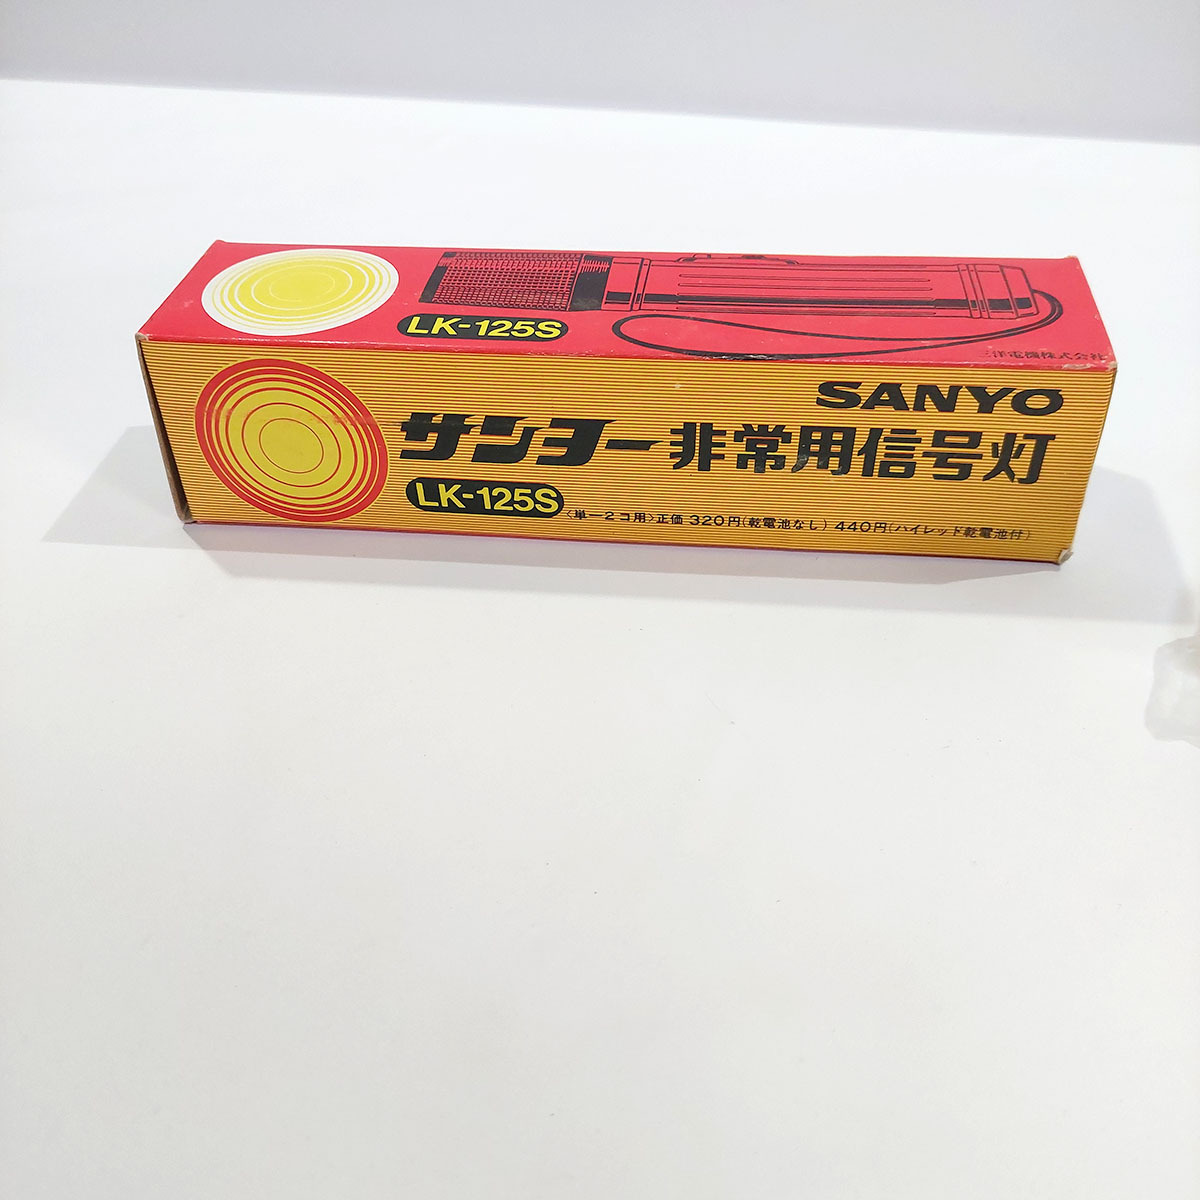 LK-125S
三洋電機株式会社
SANYO
サンヨー非常用信号灯
LK-125S
〈単一2コ用〉正価 320円(乾電池なし) 440円(ハイレッド乾電池付)